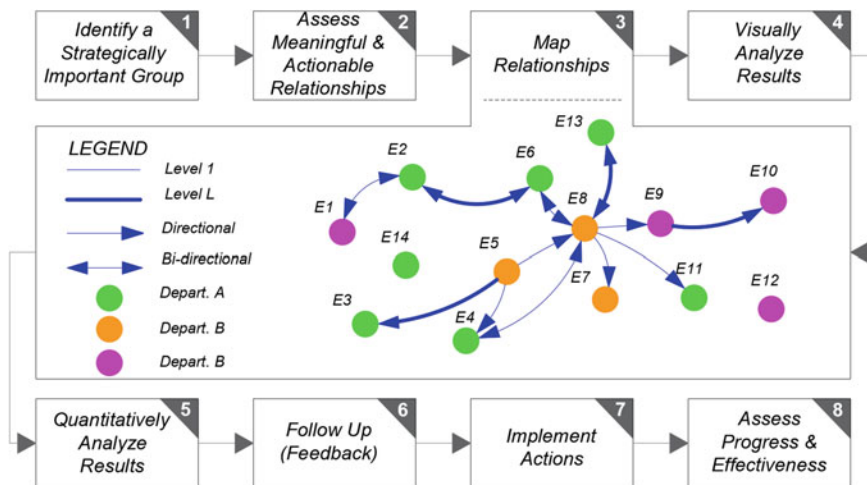 1
Identify a
Strategically
Important Group
2
Assess
Meaningful &
Actionable
Relationships
3
Map
Relationships
4
Visually
Analyze
Results
LEGEND
Level 1
Level L
Directional
Bi-directional
Depart. A
Depart. B
Depart. B
E13
E2
E6
E10
E8
E9
E1
E14
E5
E7
E11
E12
E3
E4
5
Quantitatively
Analyze
Results
6
Follow Up
(Feedback)
7
Implement
Actions
8
Assess
Progress &
Effectiveness